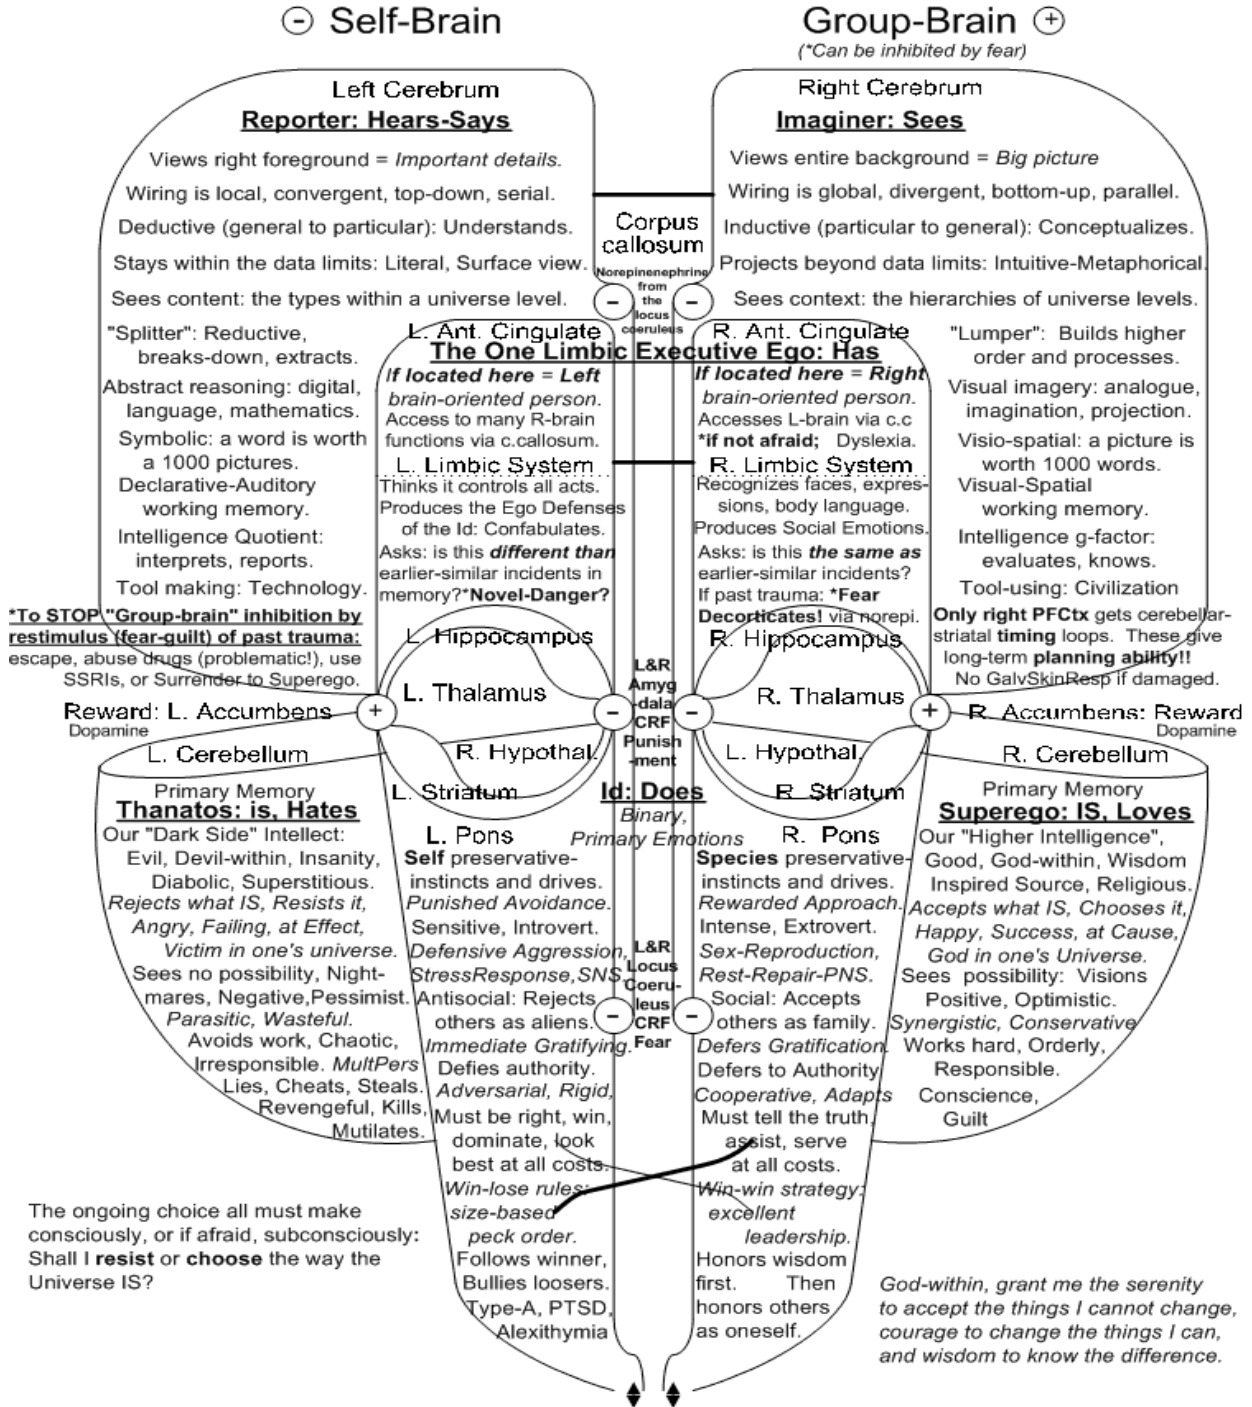 ⊖ Self-Brain
Group-Brain ⊕
(*Can be inhibited by fear)
Left Cerebrum
Reporter: Hears-Says
Views right foreground = Important details.
Wiring is local, convergent, top-down, serial.
Deductive (general to particular): Understands.
Stays within the data limits: Literal, Surface view.
Sees content: the types within a universe level.
"Splitter": Reductive,
breaks-down, extracts.
Abstract reasoning: digital,
language, mathematics.
Symbolic: a word is worth
a 1000 pictures.
Declarative-Auditory
working memory.
Intelligence Quotient:
interprets, reports.
Tool making: Technology.
*To STOP "Group-brain" inhibition by
restimulus (fear-guilt) of past trauma:
escape, abuse drugs (problematic!), use
SSRIs, or Surrender to Superego.
Right Cerebrum
Imaginer: Sees
Views entire background = Big picture
Wiring is global, divergent, bottom-up, parallel.
Inductive (particular to general): Conceptualizes.
Projects beyond data limits: Intuitive-Metaphorical.
Sees context: the hierarchies of universe levels.
"Lumper": Builds higher
order and processes.
Visual imagery: analogue,
imagination, projection.
Visio-spatial: a picture is
worth 1000 words.
Visual-Spatial
working memory.
Intelligence g-factor:
evaluates, knows.
Tool-using: Civilization
Only right PFCtx gets cerebellar-
striatal timing loops. These give
long-term planning ability!!
No GalvSkinResp if damaged.
Corpus
callosum
Norepinenephrine
from
the
locus
coeruleus
L. Ant. Cingulate
R. Ant. Cingulate
The One Limbic Executive Ego: Has
If located here = Left
brain-oriented person.
Access to many R-brain
functions via c.callosum.
L. Limbic System
Thinks it controls all acts.
Produces the Ego Defenses
of the Id: Confabulates.
Asks: is this different than
earlier-similar incidents in
memory?*Novel-Danger?
If located here = Right
brain-oriented person.
Accesses L-brain via c.c
*if not afraid; Dyslexia.
R. Limbic System
Recognizes faces, expres-
sions, body language.
Produces Social Emotions.
Asks: is this the same as
earlier-similar incidents?
If past trauma: *Fear
Decorticates! via norepi.
L. Hippocampus
R. Hippocampus
L. Thalamus
R. Thalamus
L&R
Amyg
-dala
CRF
Punish
-ment
Reward: L. Accumbens
Dopamine
R. Accumbens: Reward
Dopamine
L. Cerebellum
R. Hypothal.
L. Hypothal.
R. Cerebellum
L. Striatum
R. Striatum
Id: Does
Binary,
Primary Emotions
Primary Memory
Thanatos: is, Hates
Our "Dark Side" Intellect:
Evil, Devil-within, Insanity,
Diabolic, Superstitious.
Rejects what IS, Resists it,
Angry, Failing, at Effect,
Victim in one's universe.
Sees no possibility, Night-
mares, Negative,Pessimist.
Parasitic, Wasteful.
Avoids work, Chaotic,
Irresponsible. MultPers
Lies, Cheats, Steals.
Revengeful, Kills,
Mutilates.
L. Pons
Self preservative-
instincts and drives.
Punished Avoidance.
Sensitive, Introvert.
Defensive Aggression,
StressResponse,SNS.
Antisocial: Rejects
others as aliens.
Immediate Gratifying.
Defies authority.
Adversarial, Rigid,
Must be right, win,
dominate, look
best at all costs.
Win-lose rules:
size-based
peck order.
Follows winner,
Bullies loosers.
Type-A, PTSD,
Alexithymia
L&R
Locus
Coeru-
leus
CRF
Fear
R. Pons
Species preservative-
instincts and drives.
Rewarded Approach.
Intense, Extrovert.
Sex-Reproduction,
Rest-Repair-PNS.
Social: Accepts
others as family.
Defers Gratification.
Defers to Authority
Cooperative, Adapts
Must tell the truth,
assist, serve
at all costs.
Win-win strategy:
excellent
leadership.
Honors wisdom
first. Then
honors others
as oneself.
Primary Memory
Superego: IS, Loves
Our "Higher Intelligence",
Good, God-within, Wisdom
Inspired Source, Religious.
Accepts what IS, Chooses it,
Happy, Success, at Cause,
God in one's Universe.
Sees possibility: Visions
Positive, Optimistic.
Synergistic, Conservative
Works hard, Orderly,
Responsible.
Conscience,
Guilt
The ongoing choice all must make
consciously, or if afraid, subconsciously:
Shall I resist or choose the way the
Universe IS?
God-within, grant me the serenity
to accept the things I cannot change,
courage to change the things I can,
and wisdom to know the difference.